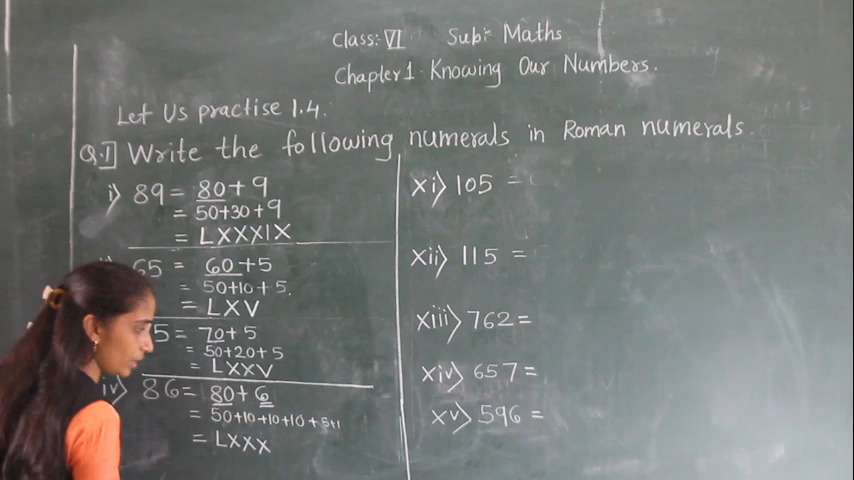 Class: VI Sub:- Maths
Chapter 1 Knowing Our Numbers.
Let Us practise 1.4.
Q.1] Write the following numerals in Roman numerals.
i) 89 = 80+9
= 50+30+9
= LXXXIX
65 = 60+5
= 50+10+5.
= LXV
5 = 70+5
= 50+20+5
= LXXV
iv) 86 = 80+6
= 50+10+10+10+5+1
= LXXX
xi) 105 =
xii) 115 =
xiii) 762 =
xiv) 657 =
xv) 596 =